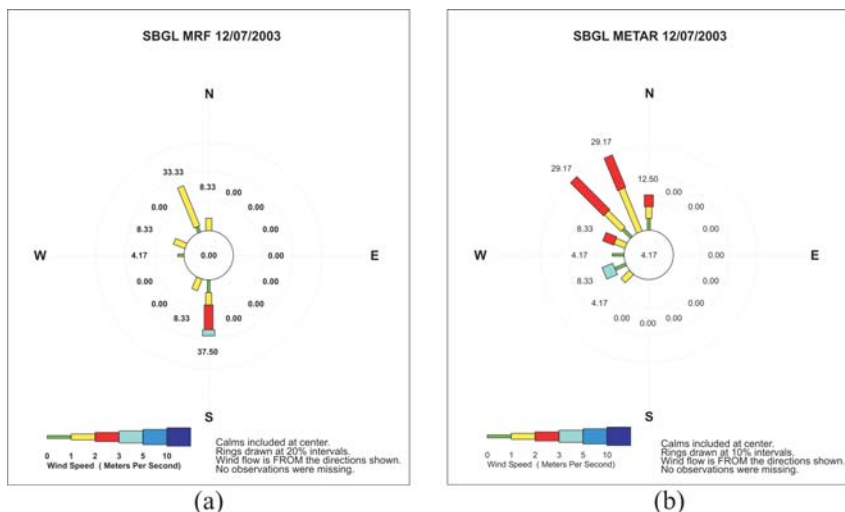 SBGL MRF 12/07/2003
N
33.33
8.33
0.00
0.00
0.00
0.00
0.00
8.33
0.00
W
4.17
0.00
0.00
E
0.00
0.00
0.00
0.00
8.33
0.00
37.50
S
0 1 2 3 5 10
Wind Speed ( Meters Per Second)
Calms included at center.
Rings drawn at 20% intervals.
Wind flow is FROM the directions shown.
No observations were missing.
(a)
SBGL METAR 12/07/2003
N
29.17
29.17
12.50
0.00
0.00
0.00
8.33
0.00
W
4.17
4.17
0.00
E
8.33
0.00
4.17
0.00
0.00
0.00
0.00
S
0 1 2 3 5 10
Wind Speed ( Meters Per Second)
Calms included at center.
Rings drawn at 10% intervals.
Wind flow is FROM the directions shown.
No observations were missing.
(b)